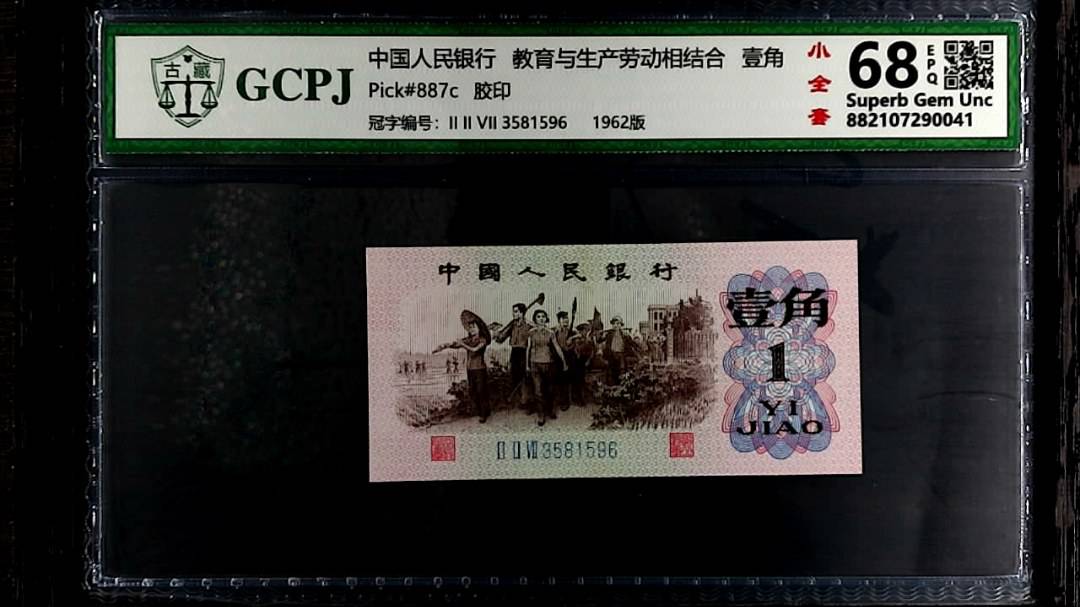 古 藏
GCPJ
中国人民银行 教育与生产劳动相结合 壹角
Pick#887c 胶印
冠字编号: II II VII 3581596 1962版
小全套
68
EPQ
Superb Gem Unc
882107290041
中國人民銀行
壹角
1
YI
JIAO
II II VII 3581596